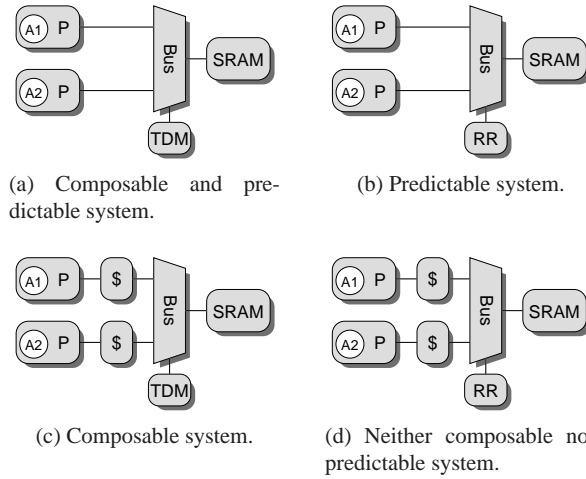 A1 P Bus SRAM
A2 P
TDM
(a) Composable and pre-
dictable system.
A1 P Bus SRAM
A2 P
RR
(b) Predictable system.
A1 P $ Bus SRAM
A2 P $
TDM
(c) Composable system.
A1 P $ Bus SRAM
A2 P $
RR
(d) Neither composable no
predictable system.